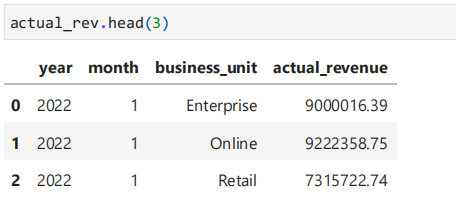 actual_rev.head(3)
year month business_unit actual_revenue
0 2022 1 Enterprise 9000016.39
1 2022 1 Online 9222358.75
2 2022 1 Retail 7315722.74